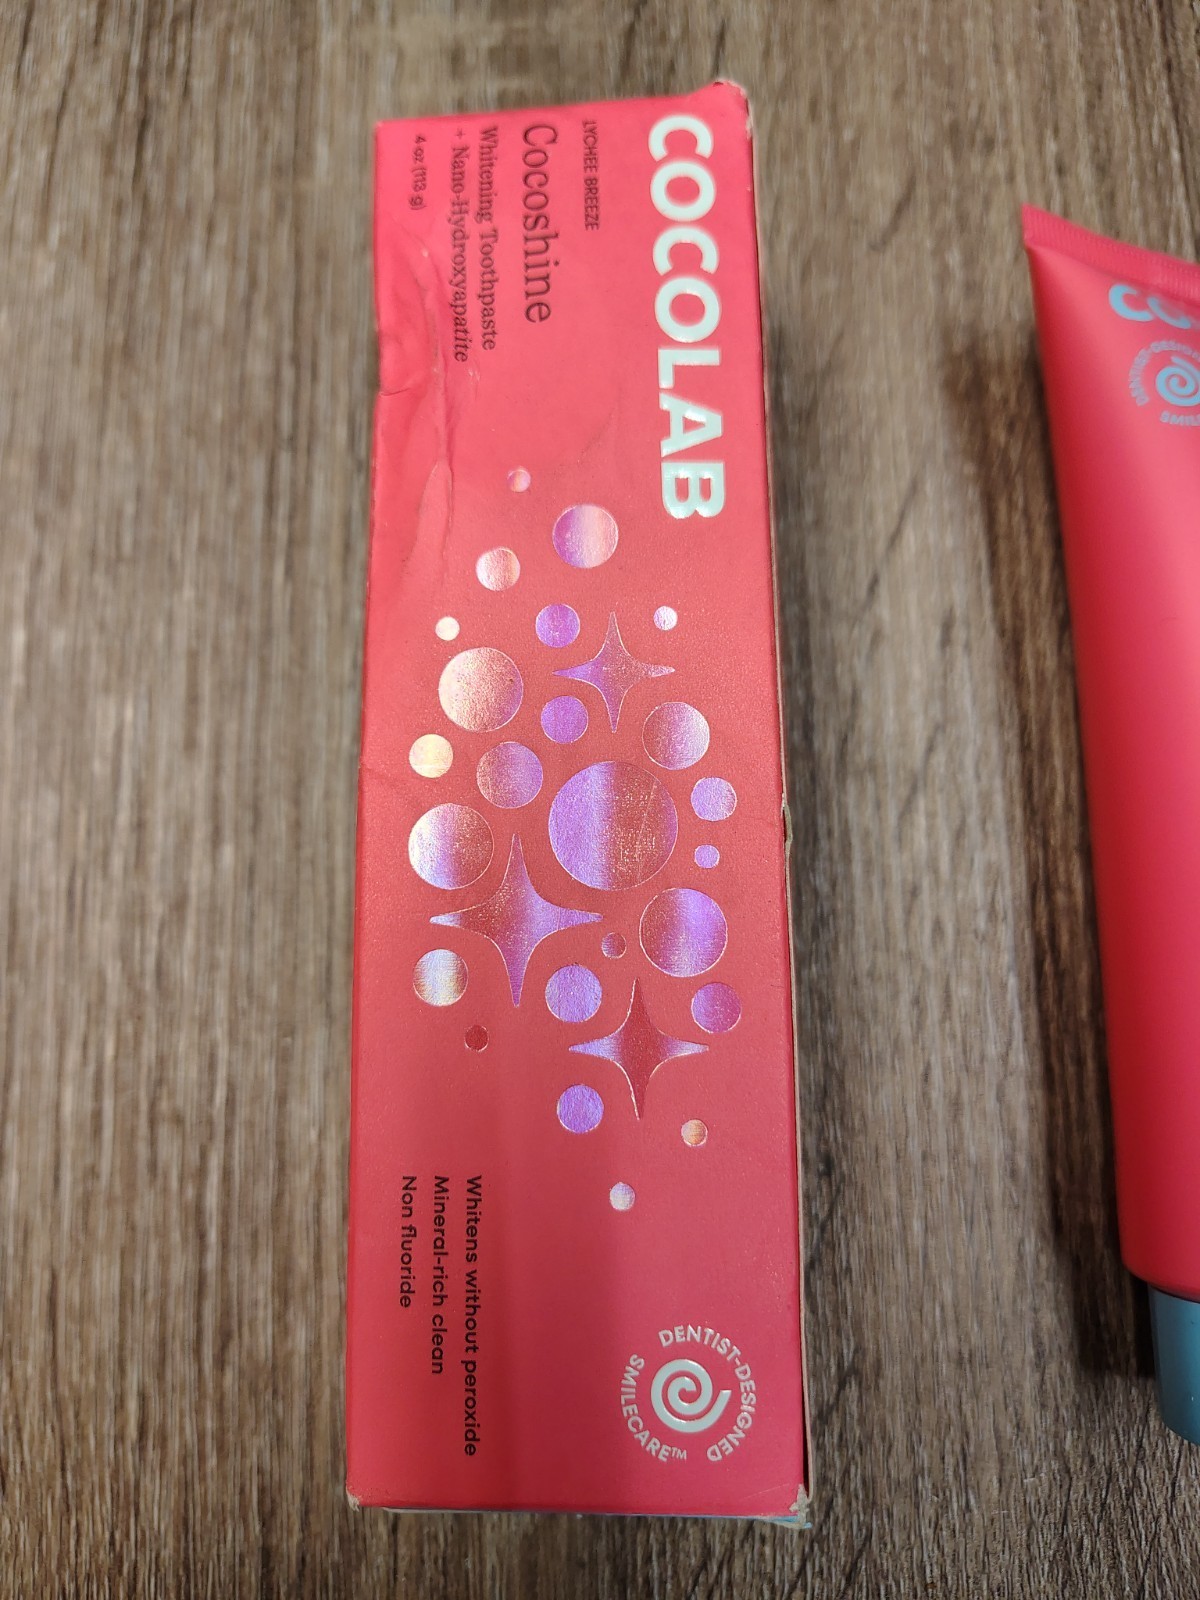 COCOLAB
LYCHEE BREEZE
Cocoshine
Whitening Toothpaste
+ Nano-Hydroxyapatite
4 oz (113 g)
Whitens without peroxide
Mineral-rich clean
Non fluoride
DENTIST-DESIGNED
SMILECARE™